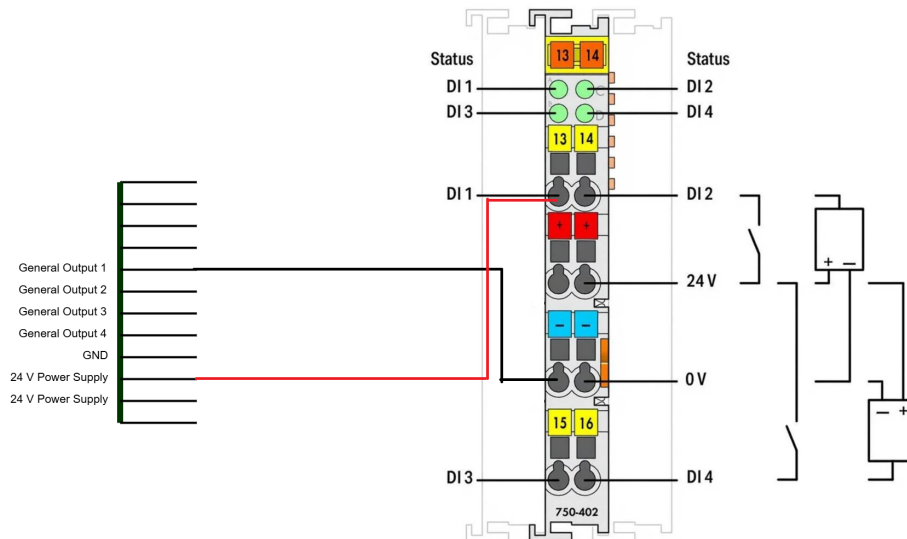 13 14
Status Status
DI 1 DI 2
DI 3 DI 4
13 14
DI 1 DI 2
+ +
General Output 1
General Output 2
24 V
General Output 3
- -
General Output 4
GND
24 V Power Supply
0 V
24 V Power Supply
15 16
DI 3 DI 4
750-402
+ -
- +